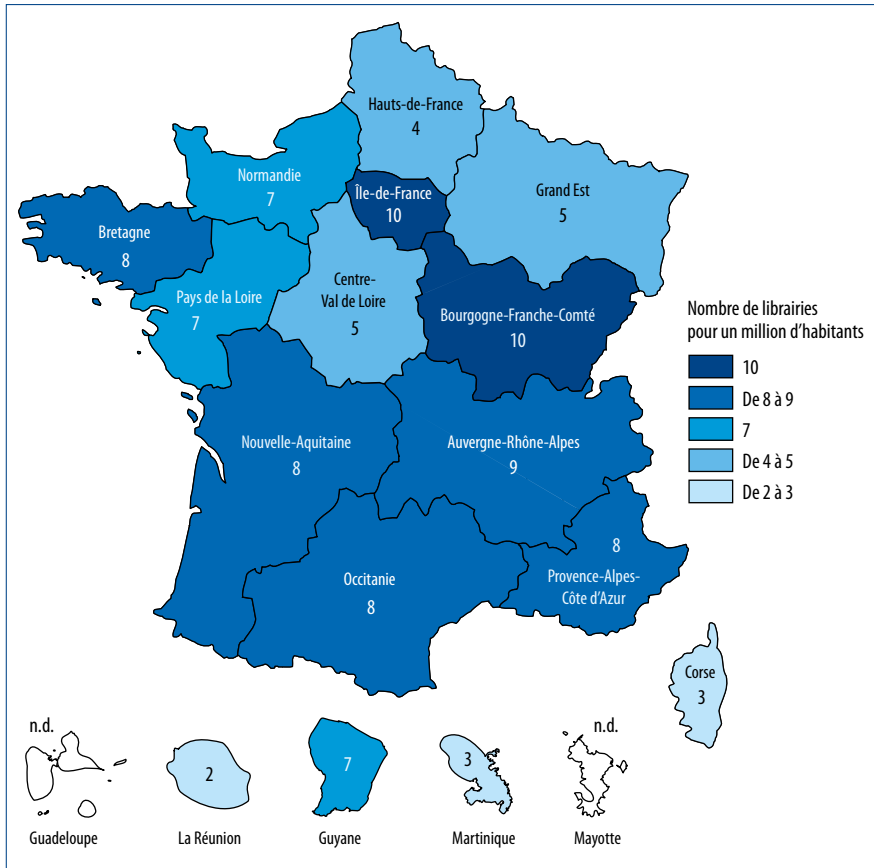 Hauts-de-France
4
Normandie
7
Île-de-France
10
Grand Est
5
Bretagne
8
Pays de la Loire
7
Centre-
Val de Loire
5
Bourgogne-Franche-Comté
10
Nombre de librairies
pour un million d’habitants
10
De 8 à 9
7
De 4 à 5
De 2 à 3
Nouvelle-Aquitaine
8
Auvergne-Rhône-Alpes
9
Occitanie
8
8
Provence-Alpes-
Côte d’Azur
Corse
3
n.d.
Guadeloupe
2
La Réunion
7
Guyane
3
Martinique
n.d.
Mayotte